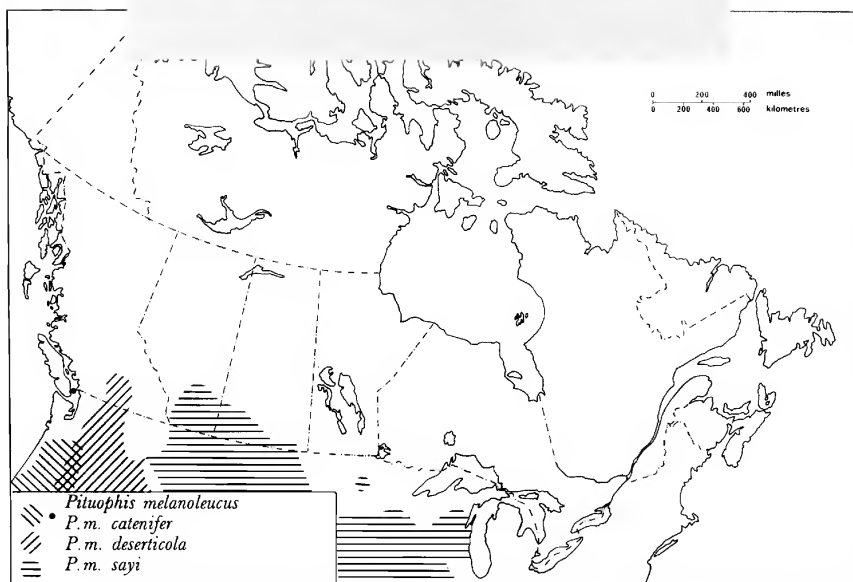 0 200 400 miles
0 200 400 600 kilometres
Pituophis melanoleucus
P. m. catenifer
P. m. deserticola
P. m. sayi